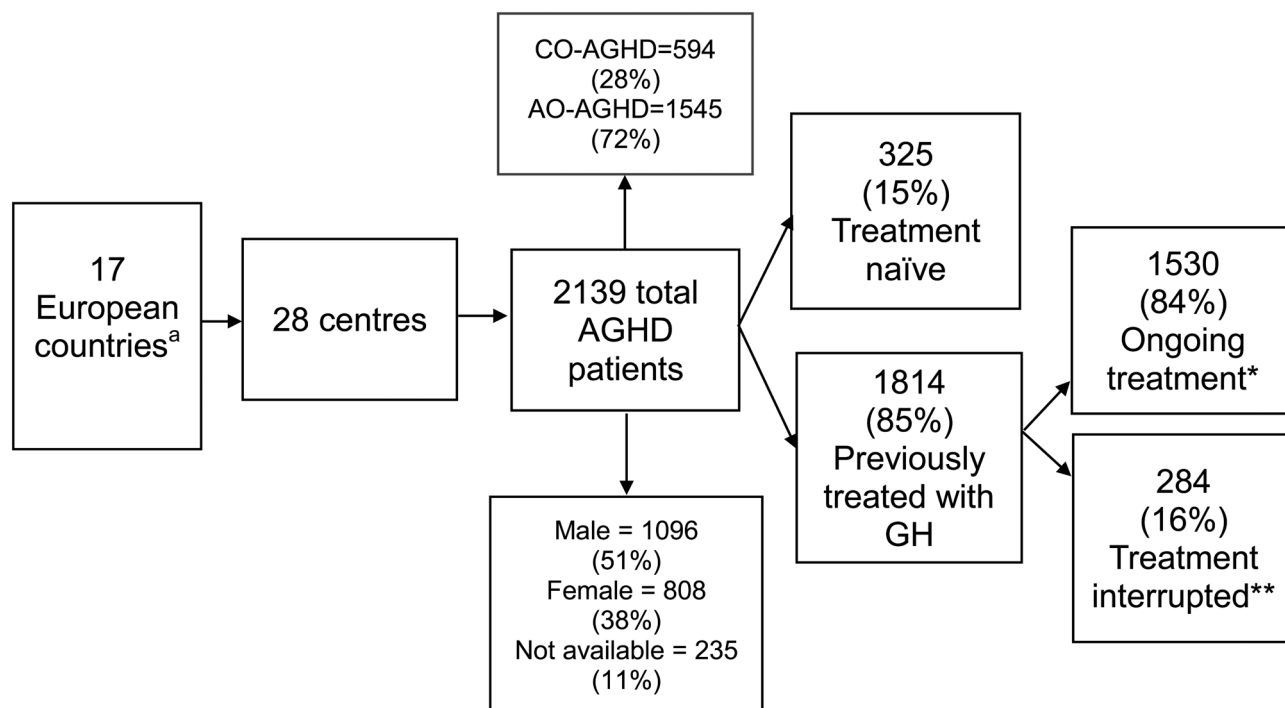 17
European
countriesᵃ
28 centres
CO-AGHD=594
(28%)
AO-AGHD=1545
(72%)
2139 total
AGHD
patients
Male = 1096
(51%)
Female = 808
(38%)
Not available = 235
(11%)
325
(15%)
Treatment
naïve
1814
(85%)
Previously
treated with
GH
1530
(84%)
Ongoing
treatment*
284
(16%)
Treatment
interrupted**